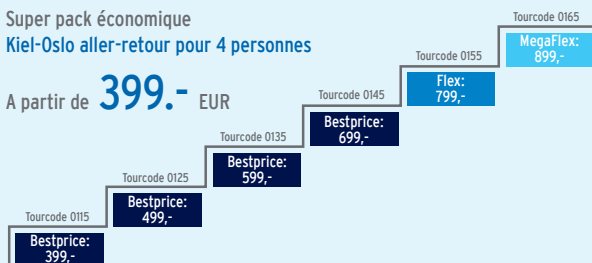 Super pack économique
Kiel-Oslo aller-retour pour 4 personnes
A partir de 399.- EUR
Tourcode 0165
MegaFlex:
899,-
Tourcode 0155
Flex:
799,-
Tourcode 0145
Bestprice:
699,-
Tourcode 0135
Bestprice:
599,-
Tourcode 0125
Bestprice:
499,-
Tourcode 0115
Bestprice:
399,-